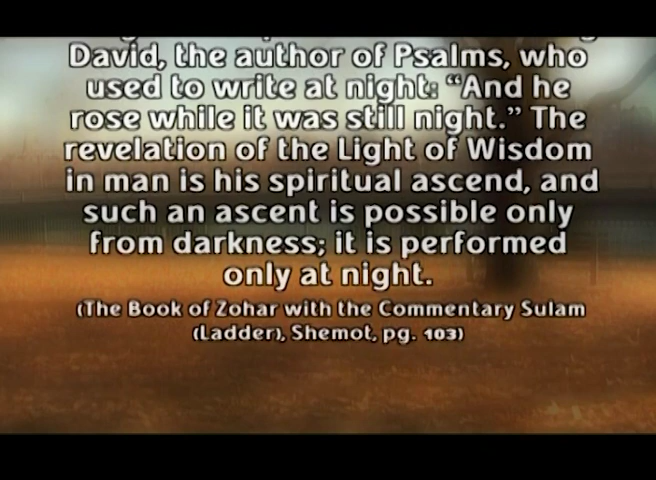 David, the author of Psalms, who
used to write at night: “And he
rose while it was still night.” The
revelation of the Light of Wisdom
in man is his spiritual ascend, and
such an ascent is possible only
from darkness; it is performed
only at night.
(The Book of Zohar with the Commentary Sulam
(Ladder), Shemot, pg. 103)